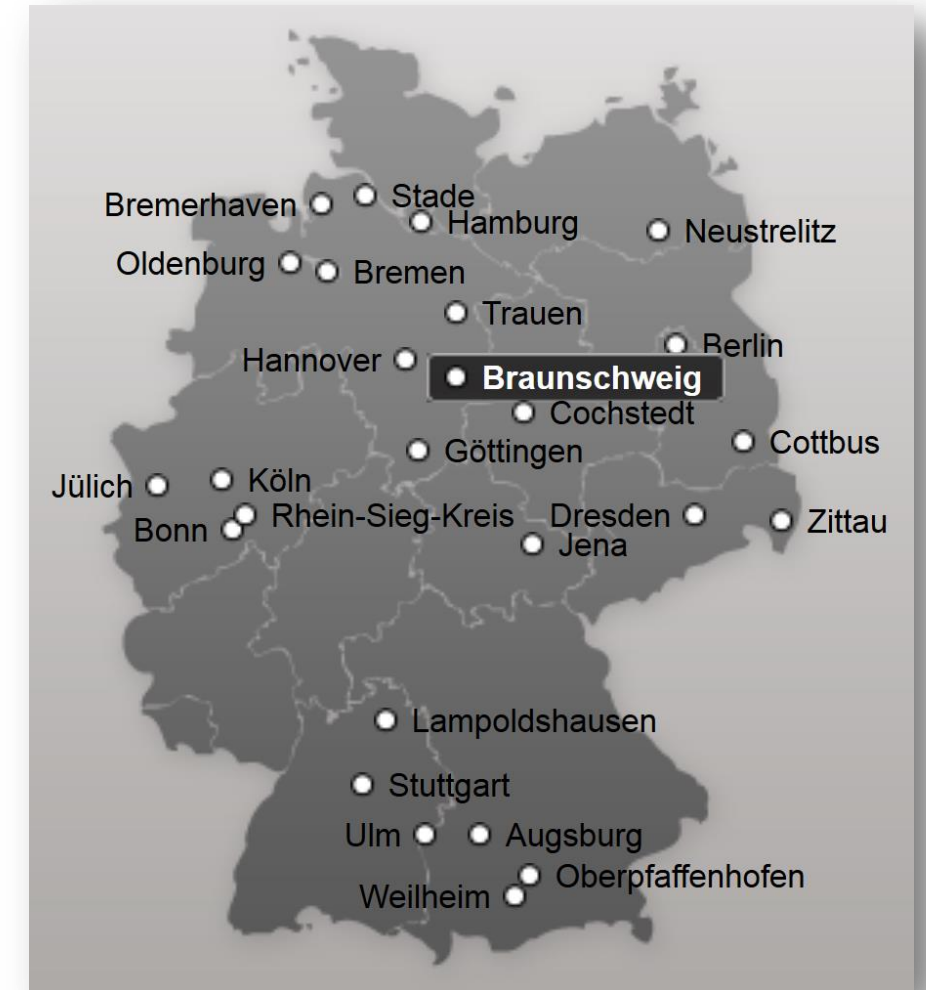 Stade
Bremerhaven
Hamburg
Neustrelitz
Oldenburg
Bremen
Trauen
Berlin
Hannover
Braunschweig
Cochstedt
Cottbus
Göttingen
Köln
Jülich
Rhein-Sieg-Kreis
Dresden
Zittau
Bonn
Jena
Lampoldshausen
Stuttgart
Ulm
Augsburg
Oberpfaffenhofen
Weilheim